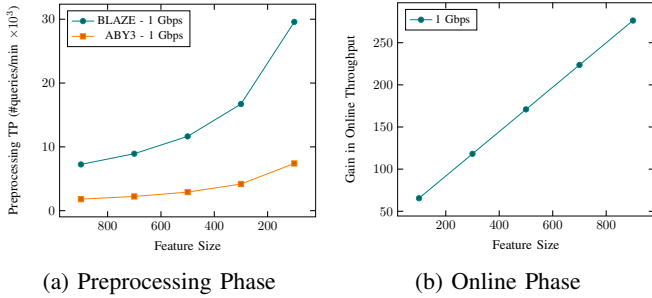 BLAZE - 1 Gbps
ABY3 - 1 Gbps
Preprocessing TP (#queries/min ×10³)
30
20
10
0
800 600 400 200
Feature Size
(a) Preprocessing Phase
1 Gbps
Gain in Online Throughput
250
200
150
100
50
200 400 600 800
Feature Size
(b) Online Phase